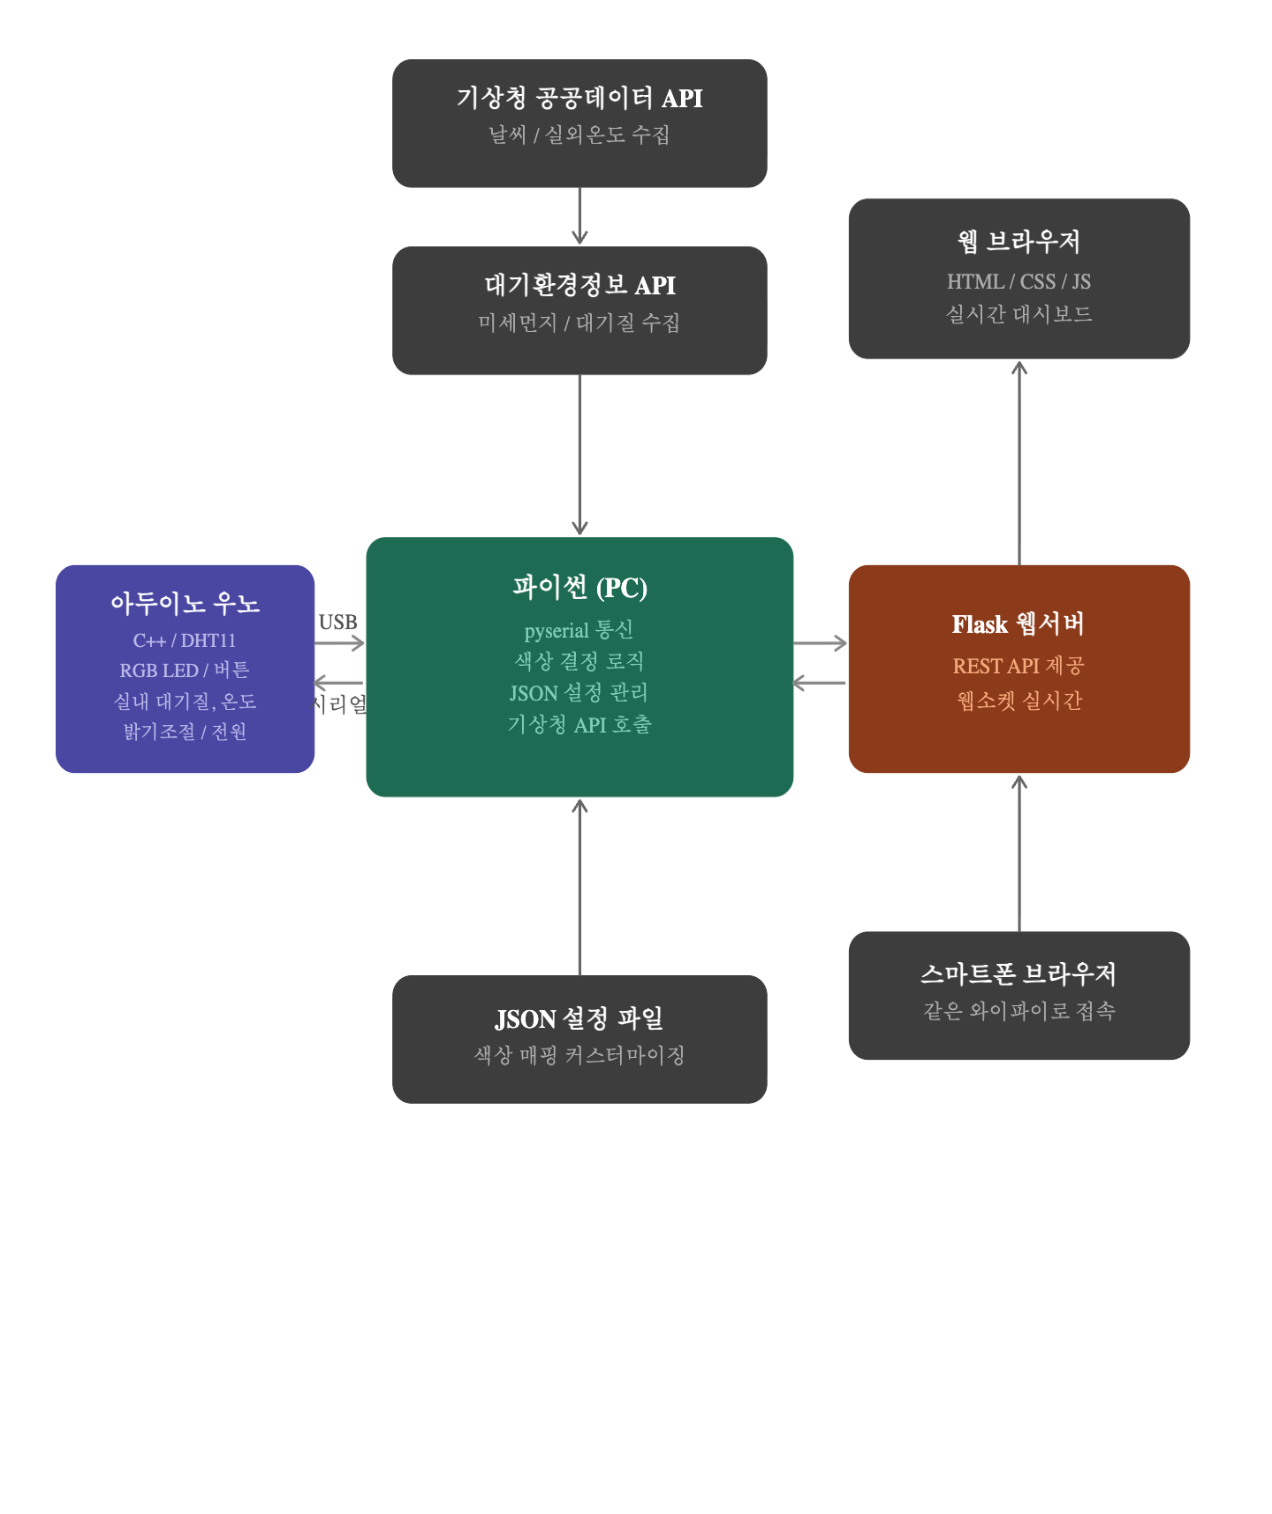 기상청 공공데이터 API
날씨 / 실외온도 수집
대기환경정보 API
미세먼지 / 대기질 수집
웹 브라우저
HTML / CSS / JS
실시간 대시보드
아두이노 우노
C++ / DHT11
RGB LED / 버튼
실내 대기질, 온도
밝기조절 / 전원
USB
시리얼
파이썬 (PC)
pyserial 통신
색상 결정 로직
JSON 설정 관리
기상청 API 호출
Flask 웹서버
REST API 제공
웹소켓 실시간
JSON 설정 파일
색상 매핑 커스터마이징
스마트폰 브라우저
같은 와이파이로 접속